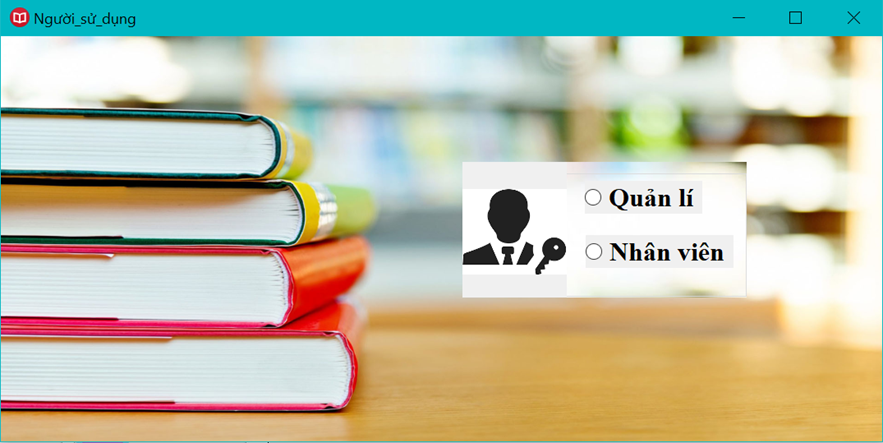 Người_sử_dụng
Quản lí
Nhân viên